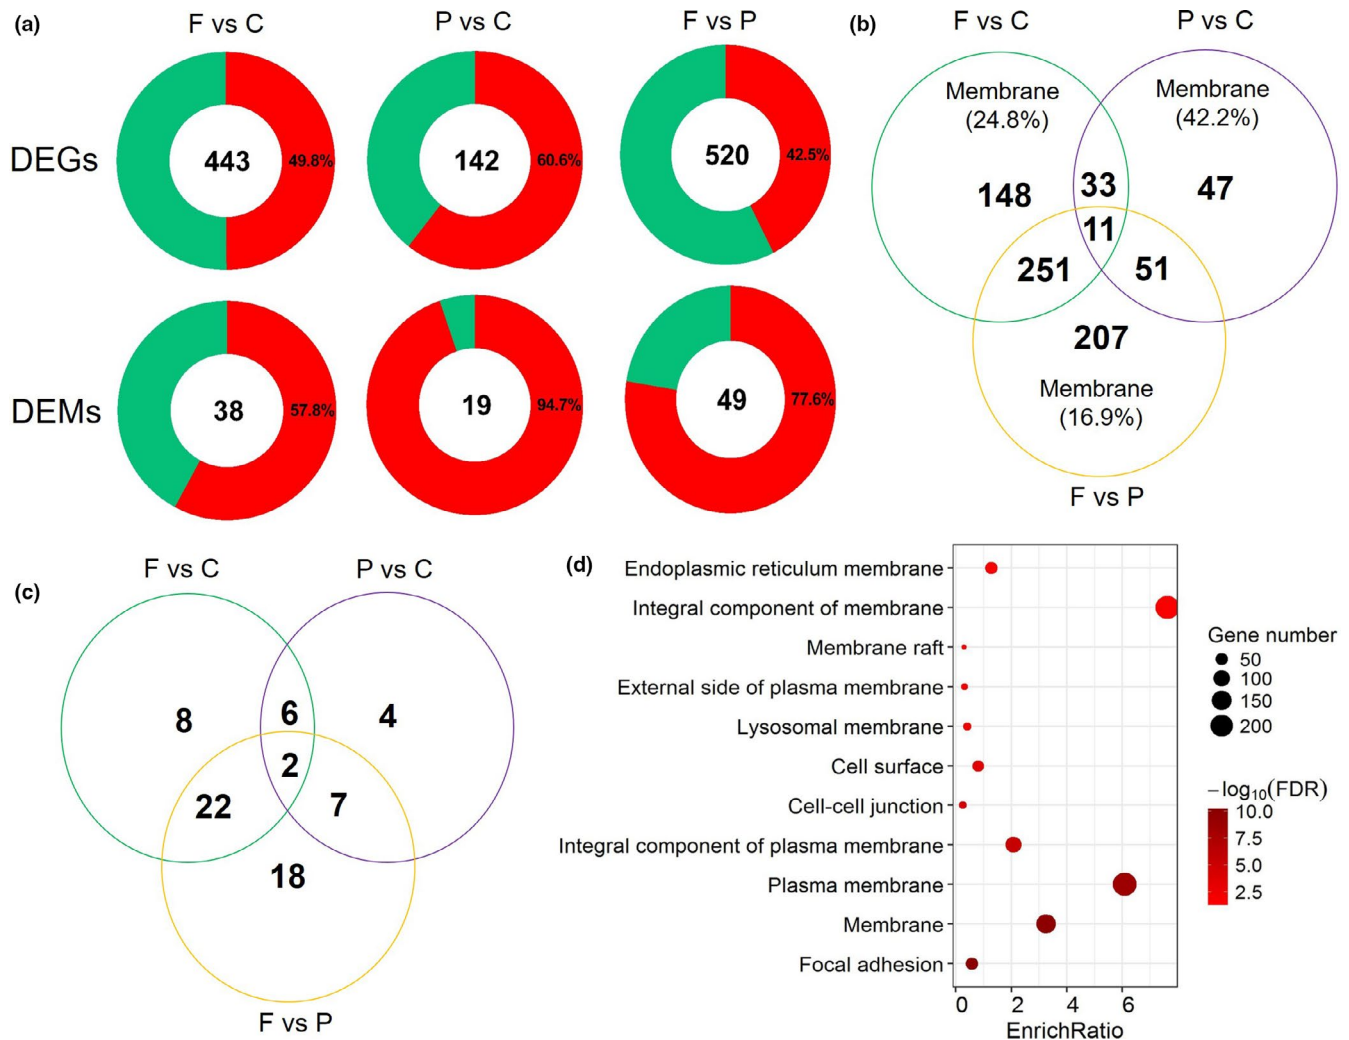 (a)
F vs C
P vs C
F vs P
DEGs
443
49.8%
142
60.6%
520
42.5%
DEMs
38
57.8%
19
94.7%
49
77.6%
(b)
F vs C
P vs C
Membrane
(24.8%)
Membrane
(42.2%)
148
33
47
11
251
51
207
Membrane
(16.9%)
F vs P
(c)
F vs C
P vs C
8
6
4
2
22
7
18
F vs P
(d)
Endoplasmic reticulum membrane
Integral component of membrane
Membrane raft
External side of plasma membrane
Lysosomal membrane
Cell surface
Cell-cell junction
Integral component of plasma membrane
Plasma membrane
Membrane
Focal adhesion
0 2 4 6
EnrichRatio
Gene number
50
100
150
200
−log₁₀(FDR)
10.0
7.5
5.0
2.5